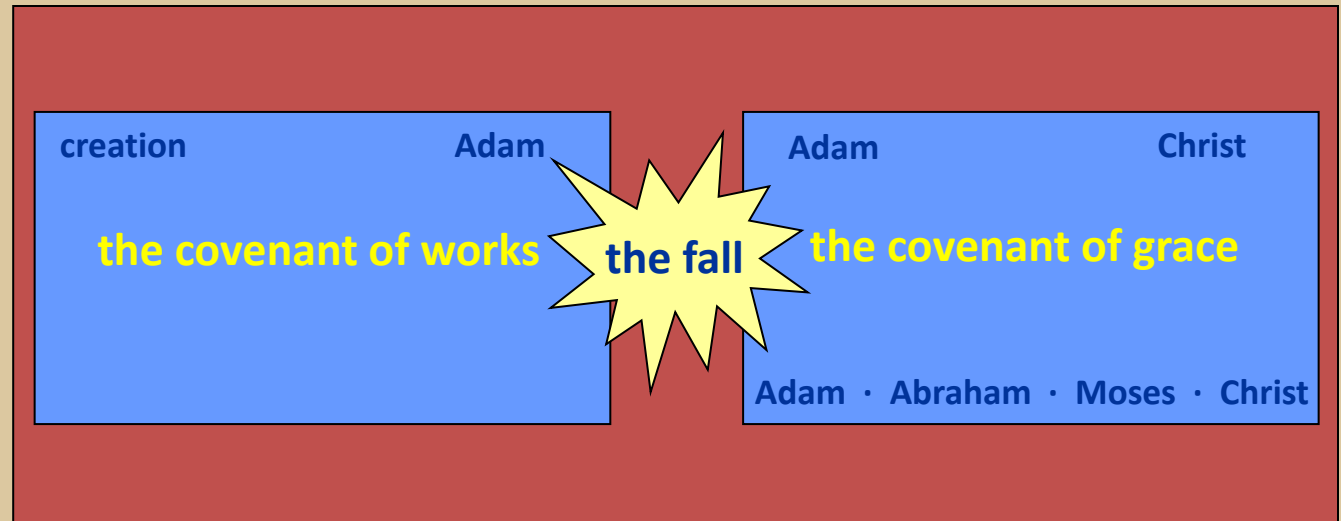 creation Adam
the covenant of works
the fall
Adam Christ
the covenant of grace
Adam · Abraham · Moses · Christ